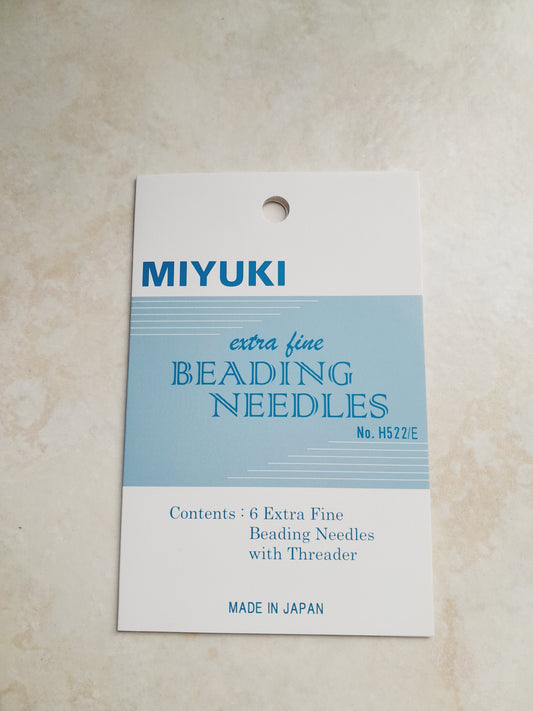 MIYUKI
extra fine
BEADING
NEEDLES
No. H522/E
Contents : 6 Extra Fine
Beading Needles
with Threader
MADE IN JAPAN